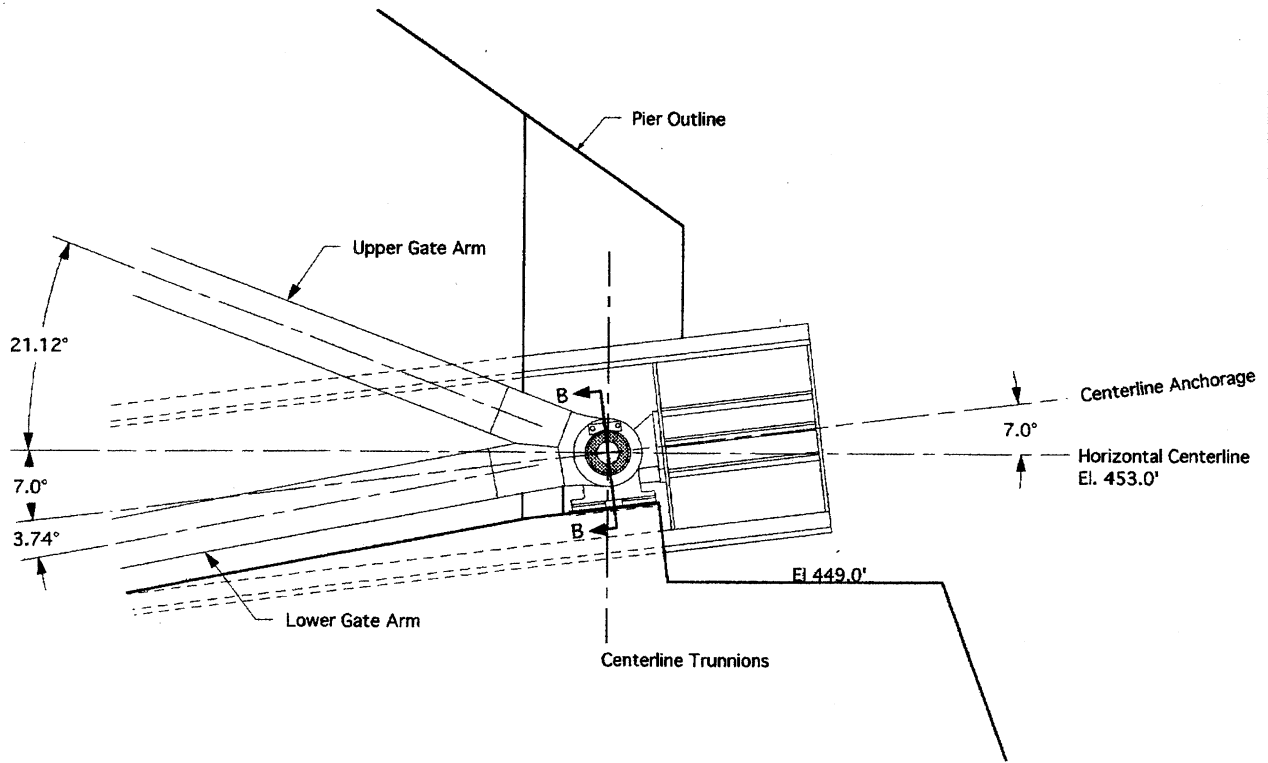 Pier Outline
Upper Gate Arm
21.12°
B
Centerline Anchorage
7.0°
Horizontal Centerline
El. 453.0'
7.0°
3.74°
B
El 449.0'
Lower Gate Arm
Centerline Trunnions